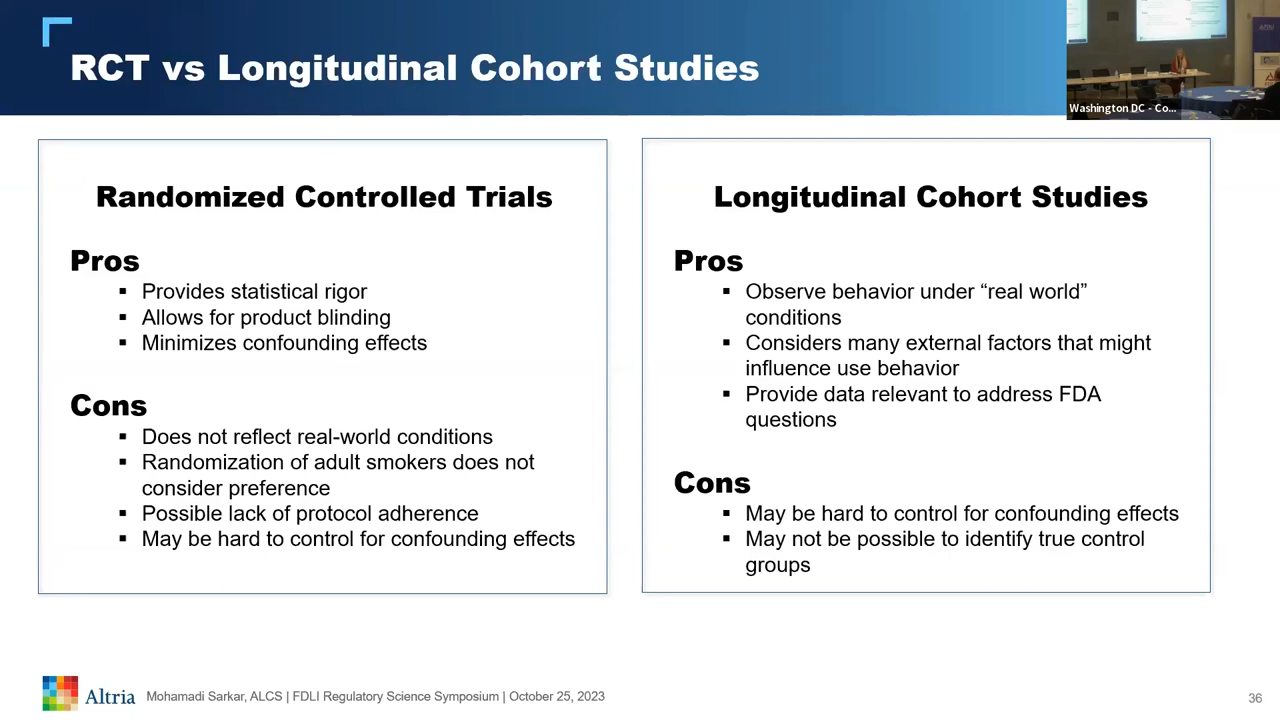 RCT vs Longitudinal Cohort Studies
Washington DC - Co...
Randomized Controlled Trials
Pros
▪ Provides statistical rigor
▪ Allows for product blinding
▪ Minimizes confounding effects
Cons
▪ Does not reflect real-world conditions
▪ Randomization of adult smokers does not
consider preference
▪ Possible lack of protocol adherence
▪ May be hard to control for confounding effects
Longitudinal Cohort Studies
Pros
▪ Observe behavior under “real world”
conditions
▪ Considers many external factors that might
influence use behavior
▪ Provide data relevant to address FDA
questions
Cons
▪ May be hard to control for confounding effects
▪ May not be possible to identify true control
groups
Altria
Mohamadi Sarkar, ALCS | FDLI Regulatory Science Symposium | October 25, 2023
36